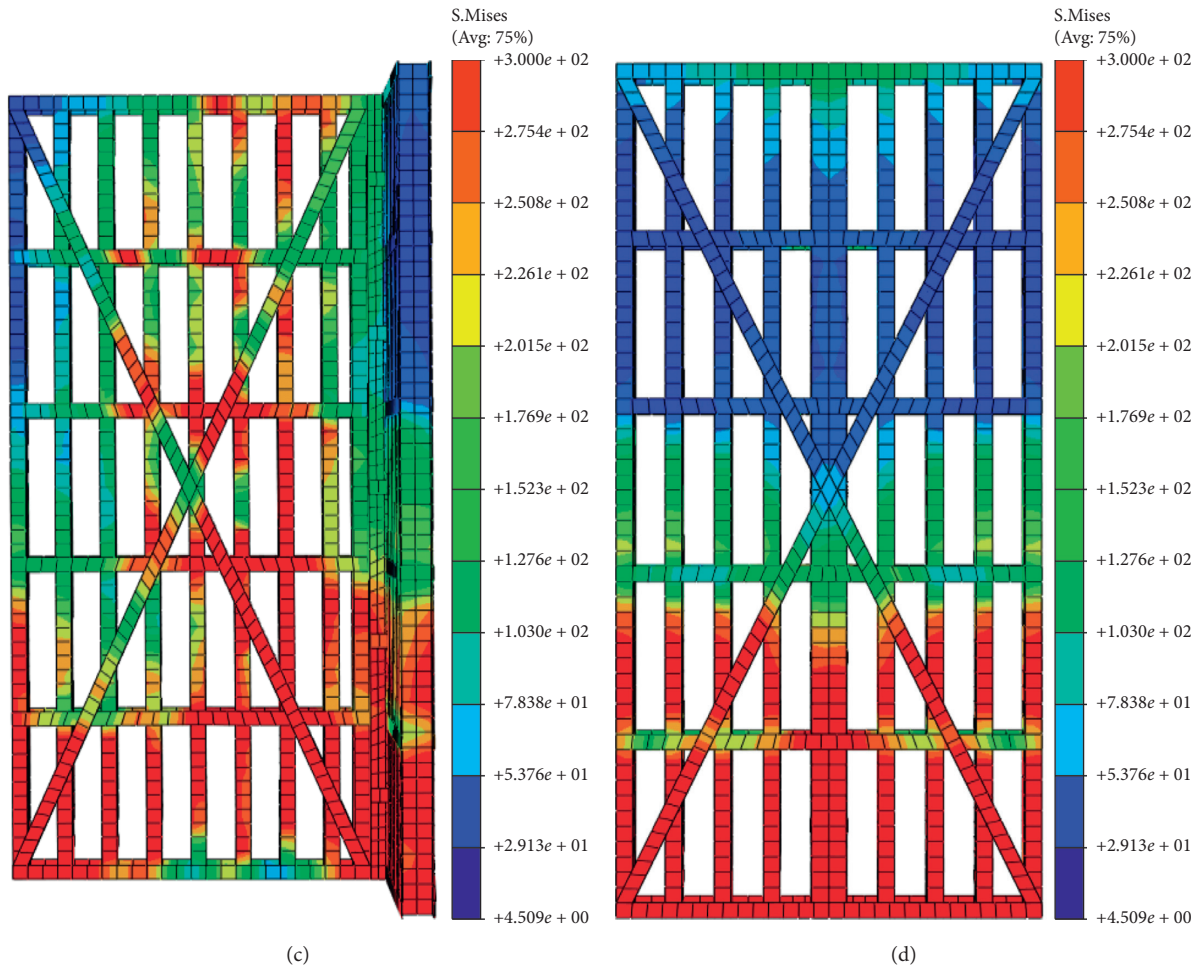 S.Mises
(Avg: 75%)
+3.000e + 02
+2.754e + 02
+2.508e + 02
+2.261e + 02
+2.015e + 02
+1.769e + 02
+1.523e + 02
+1.276e + 02
+1.030e + 02
+7.838e + 01
+5.376e + 01
+2.913e + 01
+4.509e + 00
(c)
S.Mises
(Avg: 75%)
+3.000e + 02
+2.754e + 02
+2.508e + 02
+2.261e + 02
+2.015e + 02
+1.769e + 02
+1.523e + 02
+1.276e + 02
+1.030e + 02
+7.838e + 01
+5.376e + 01
+2.913e + 01
+4.509e + 00
(d)